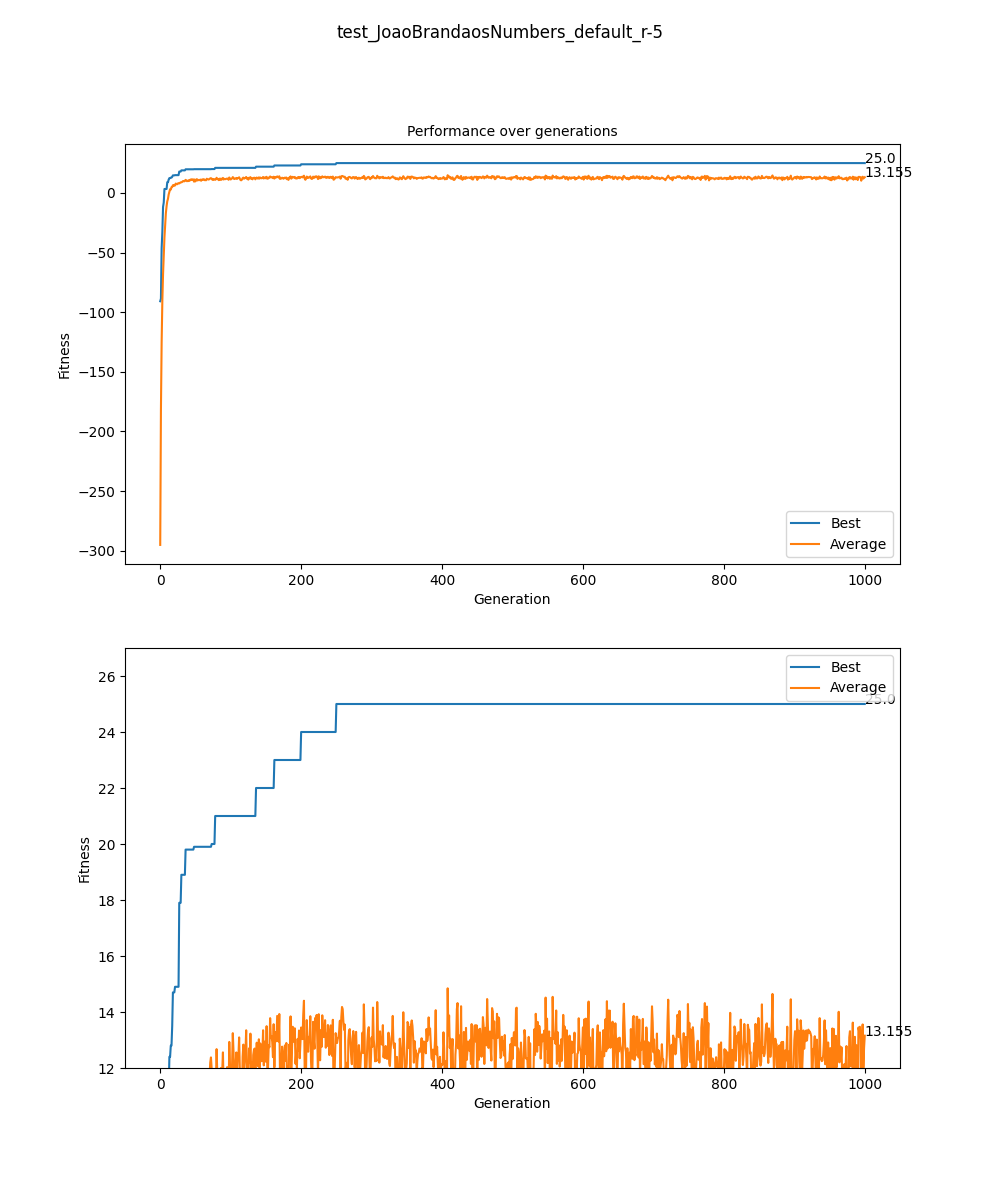 test_JoaoBrandaosNumbers_default_r-5
Performance over generations
25.0
13.155
0
−50
−100
−150
−200
−250
−300
Fitness
Best
Average
0 200 400 600 800 1000
Generation
26
24
22
20
18
16
14
12
Fitness
Best
Average
25.0
13.155
0 200 400 600 800 1000
Generation